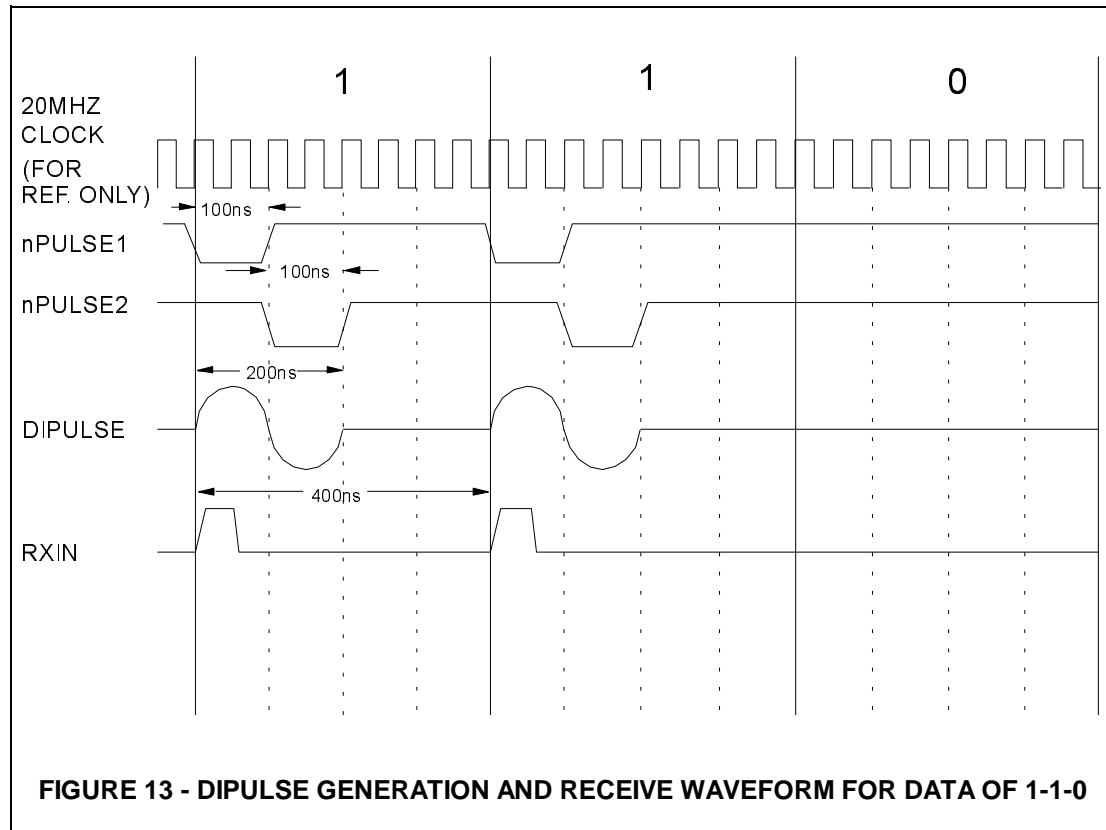 1 1 0
20MHZ
CLOCK
(FOR
REF. ONLY)
100ns
nPULSE1
100ns
nPULSE2
200ns
DIPULSE
400ns
RXIN
FIGURE 13 - DIPULSE GENERATION AND RECEIVE WAVEFORM FOR DATA OF 1-1-0